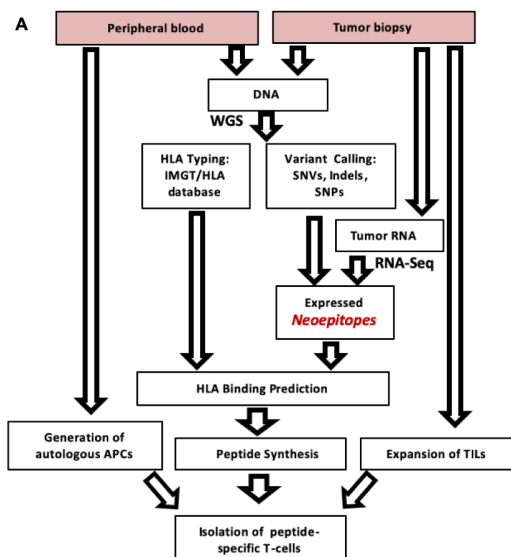 A
Peripheral blood
Tumor biopsy
DNA
WGS
HLA Typing:
IMGT/HLA
database
Variant Calling:
SNVs, Indels,
SNPs
Tumor RNA
RNA-Seq
Expressed
Neoepitopes
HLA Binding Prediction
Generation of
autologous APCs
Peptide Synthesis
Expansion of TILs
Isolation of peptide-
specific T-cells